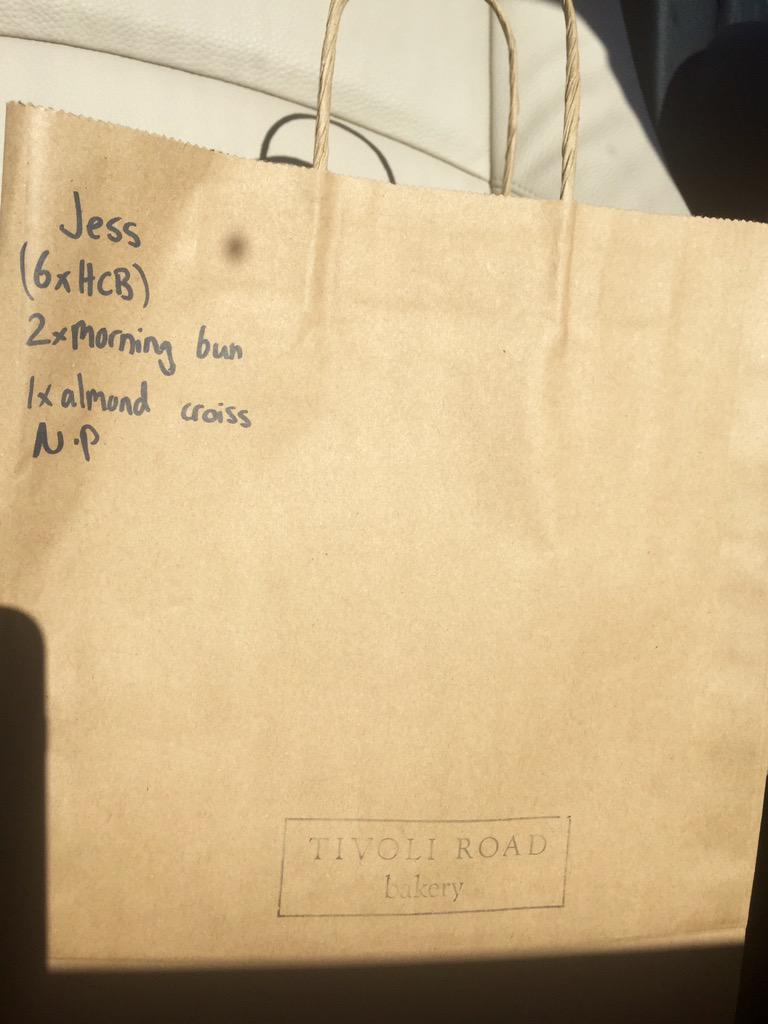 Jess
(6xHCB)
2xmorning bun
1x almond croiss
N.P
TIVOLI ROAD
bakery